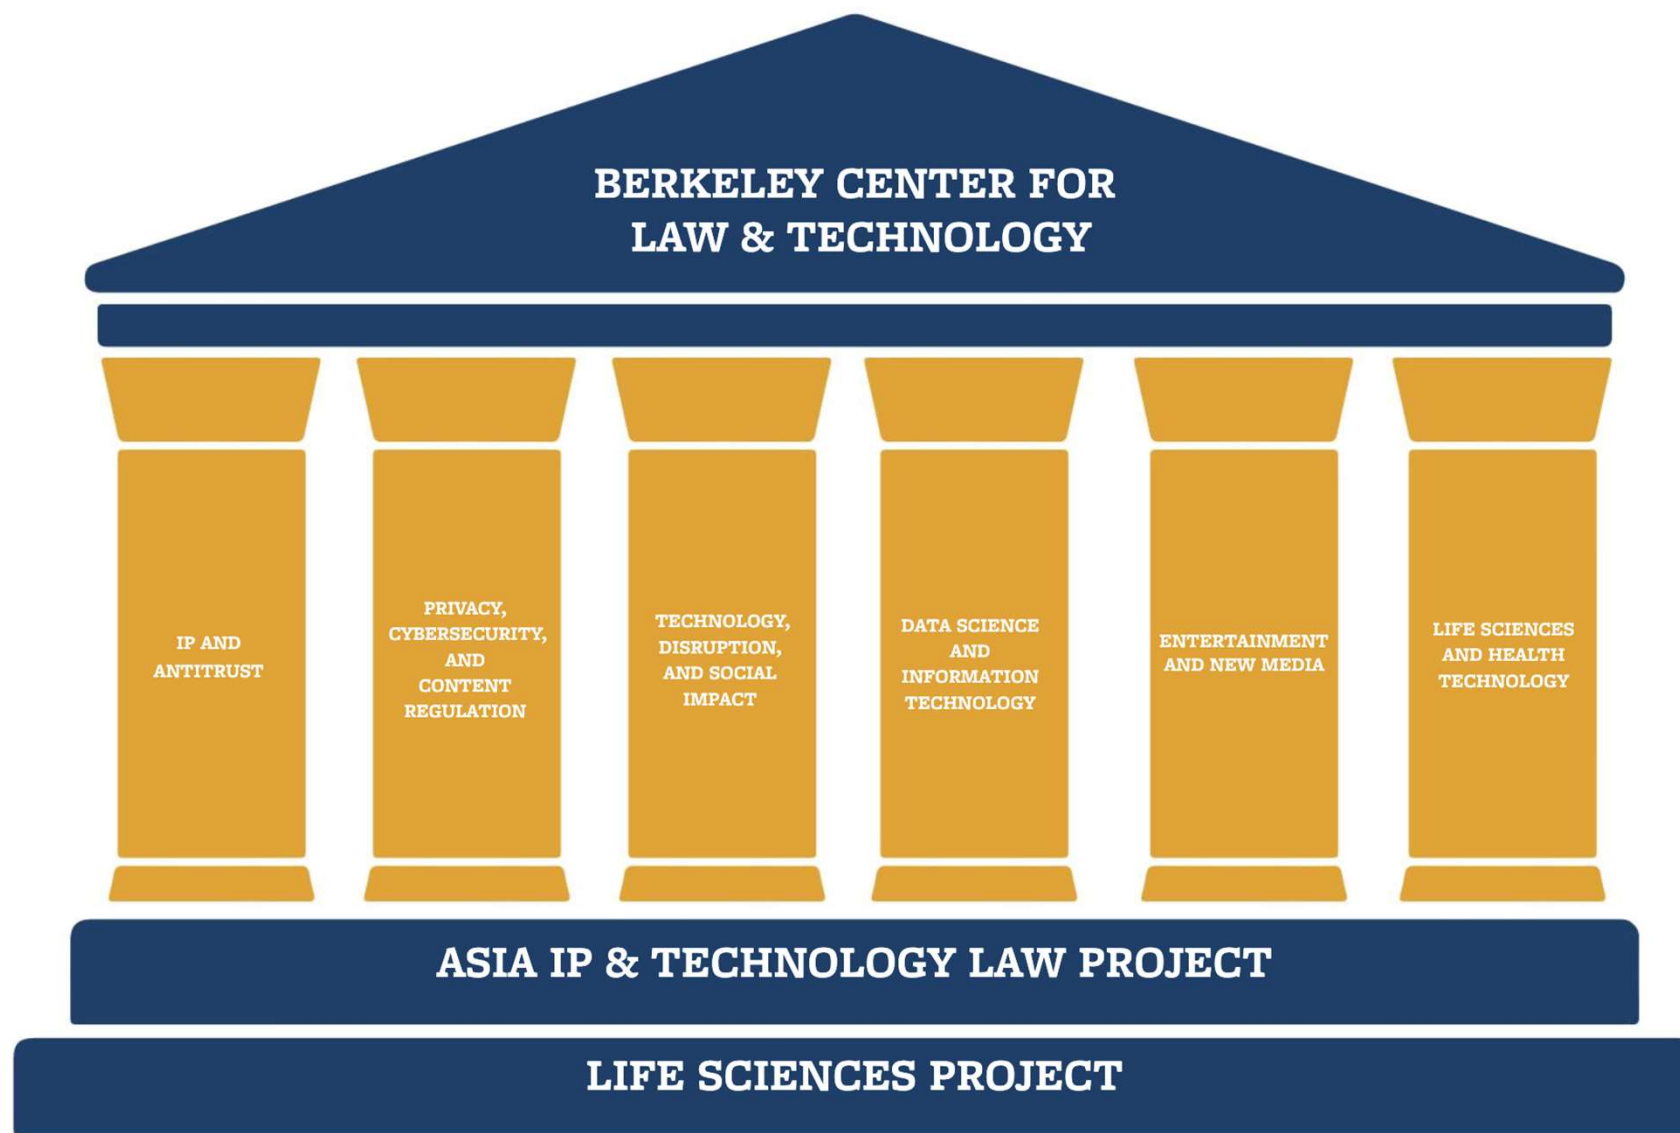 BERKELEY CENTER FOR
LAW & TECHNOLOGY
IP AND
ANTITRUST
PRIVACY,
CYBERSECURITY,
AND
CONTENT
REGULATION
TECHNOLOGY,
DISRUPTION,
AND SOCIAL
IMPACT
DATA SCIENCE
AND
INFORMATION
TECHNOLOGY
ENTERTAINMENT
AND NEW MEDIA
LIFE SCIENCES
AND HEALTH
TECHNOLOGY
ASIA IP & TECHNOLOGY LAW PROJECT
LIFE SCIENCES PROJECT